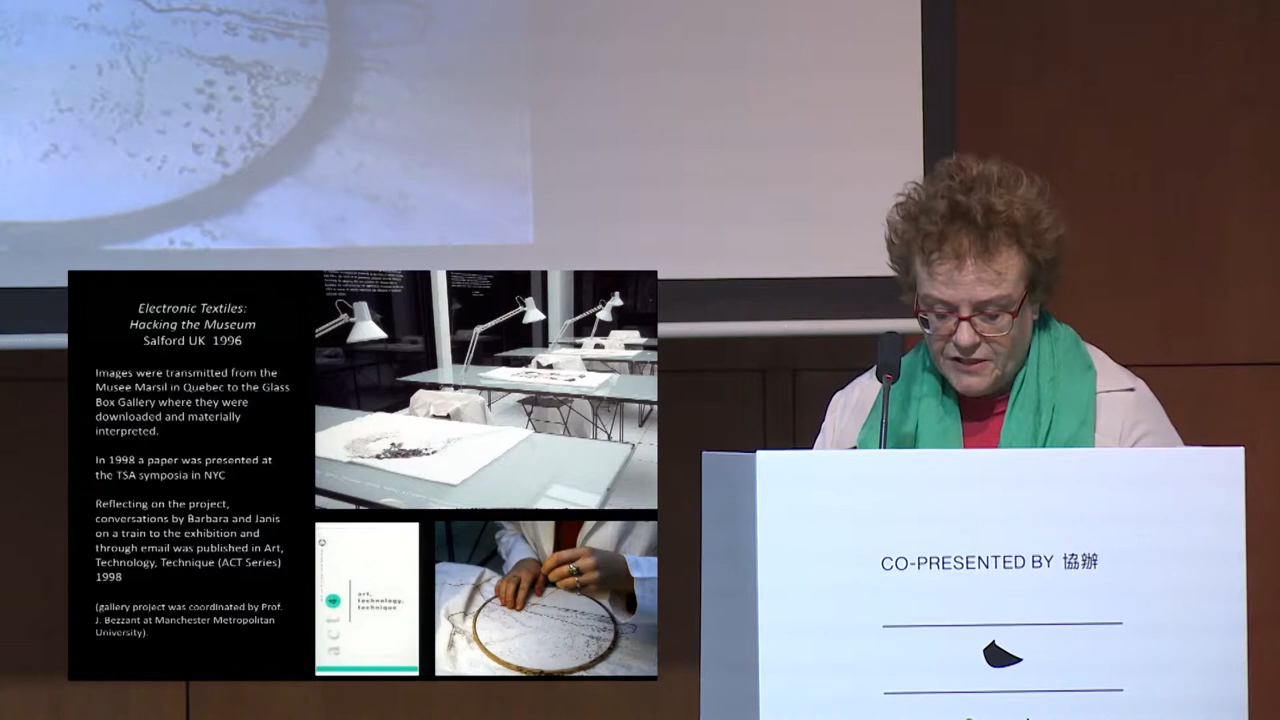 Electronic Textiles:
Hacking the Museum
Salford UK 1996
Images were transmitted from the
Musee Marsil in Quebec to the Glass
Box Gallery where they were
downloaded and materially
interpreted.
In 1998 a paper was presented at
the TSA symposia in NYC
Reflecting on the project,
conversations by Barbara and Janis
on a train to the exhibition and
through email was published in Art,
Technology, Technique (ACT Series)
1998
(gallery project was coordinated by Prof.
J. Bezzant at Manchester Metropolitan
University).
act
art,
technology,
technique
CO-PRESENTED BY 協辦